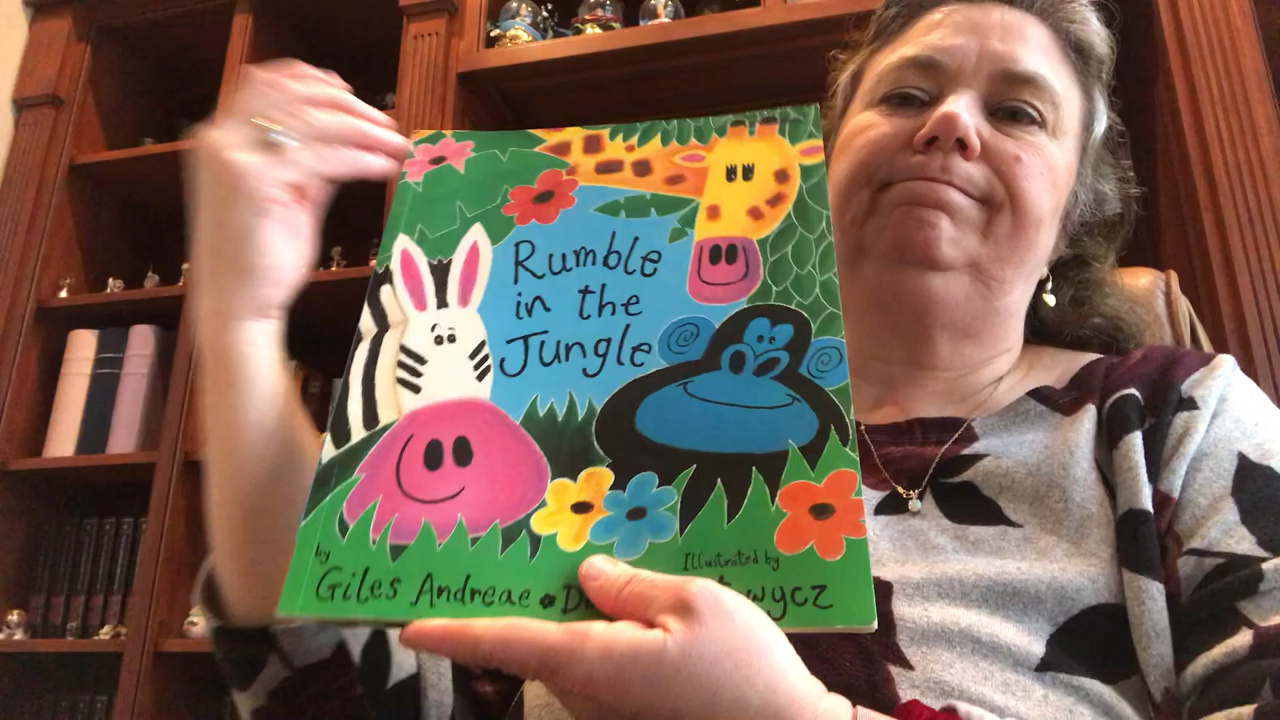 Rumble
in the
Jungle
by
Giles Andreae
Illustrated by